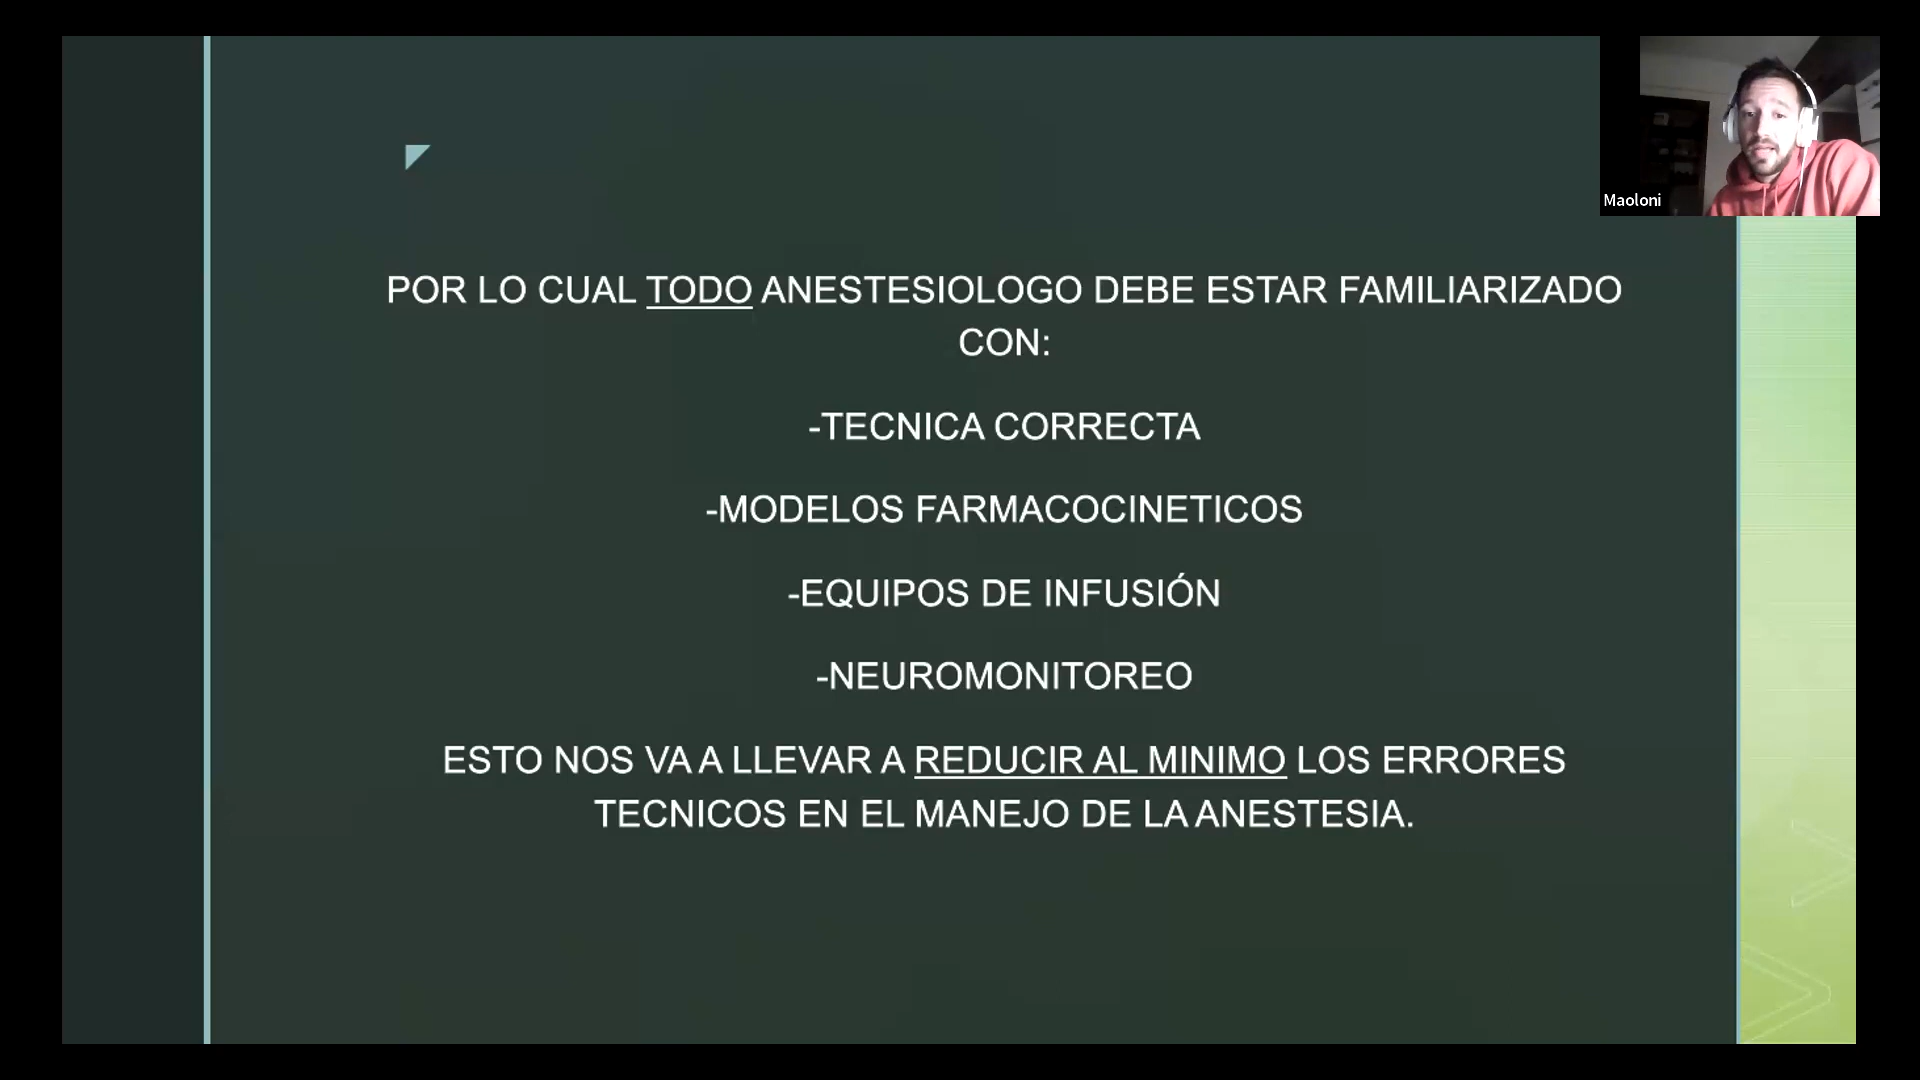 Maoloni
POR LO CUAL TODO ANESTESIOLOGO DEBE ESTAR FAMILIARIZADO
CON:
-TECNICA CORRECTA
-MODELOS FARMACOCINETICOS
-EQUIPOS DE INFUSIÓN
-NEUROMONITOREO
ESTO NOS VA A LLEVAR A REDUCIR AL MINIMO LOS ERRORES
TECNICOS EN EL MANEJO DE LA ANESTESIA.